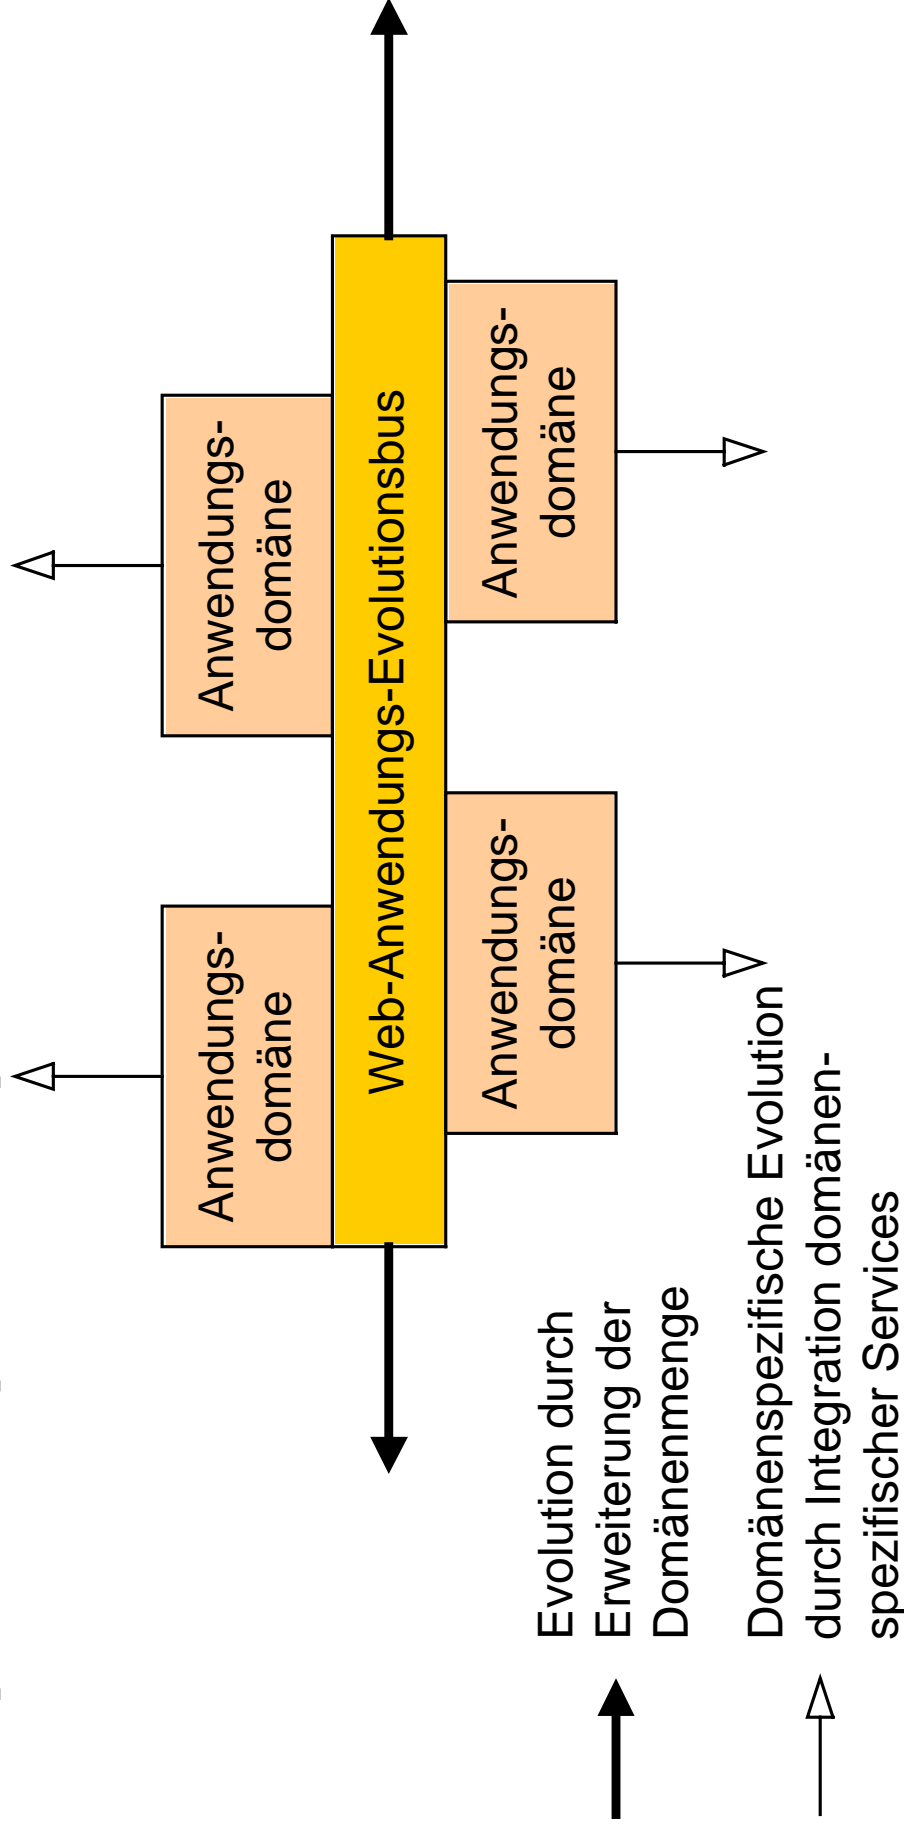 Anwendungs-
domäne
Anwendungs-
domäne
Web-Anwendungs-Evolutionsbus
Anwendungs-
domäne
Anwendungs-
domäne
Evolution durch
Erweiterung der
Domänenmenge
Domänenspezifische Evolution
durch Integration domänen-
spezifischer Services